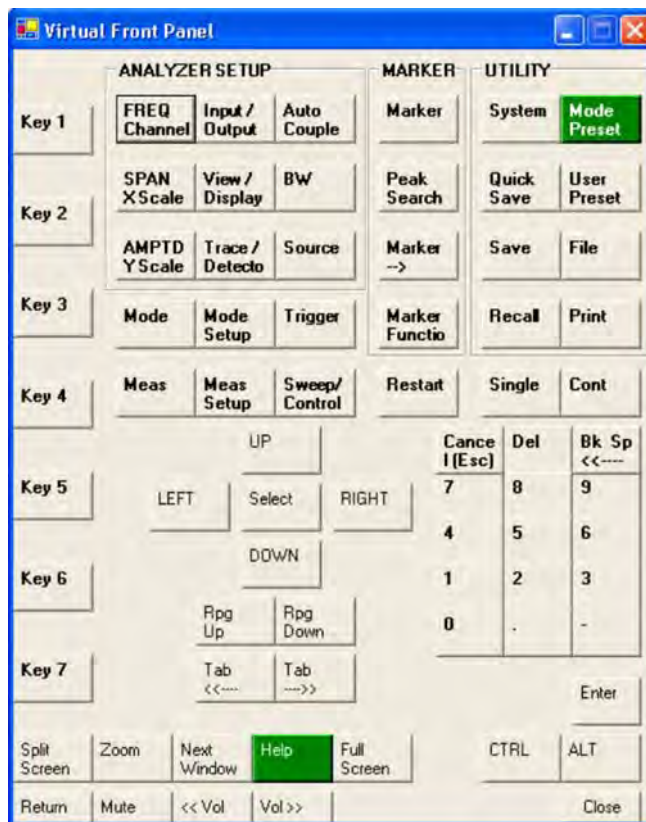 Virtual Front Panel
ANALYZER SETUP MARKER UTILITY
Key 1
FREQ Channel
Input / Output
Auto Couple
Marker
System
Mode Preset
Key 2
SPAN X Scale
View / Display
BW
Peak Search
Quick Save
User Preset
AMPTD Y Scale
Trace / Detecto
Source
Marker -->
Save
File
Key 3
Mode
Mode Setup
Trigger
Marker Functio
Recall
Print
Key 4
Meas
Meas Setup
Sweep/ Control
Restart
Single
Cont
UP
Cance l (Esc)
Del
Bk Sp <<----
Key 5
LEFT
Select
RIGHT
7 8 9
4 5 6
DOWN
Key 6
1 2 3
Rpg Up
Rpg Down
0 . -
Key 7
Tab <<----
Tab ---->>
Enter
Split Screen
Zoom
Next Window
Help
Full Screen
CTRL
ALT
Return
Mute
<< Vol
Vol >>
Close